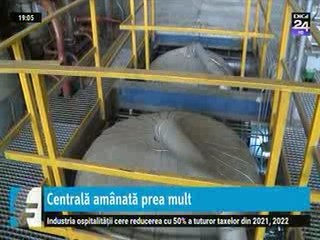 19:05
DIGI 24
Centrală amânată prea mult
Industria ospitalității cere reducerea cu 50% a tuturor taxelor din 2021, 2022